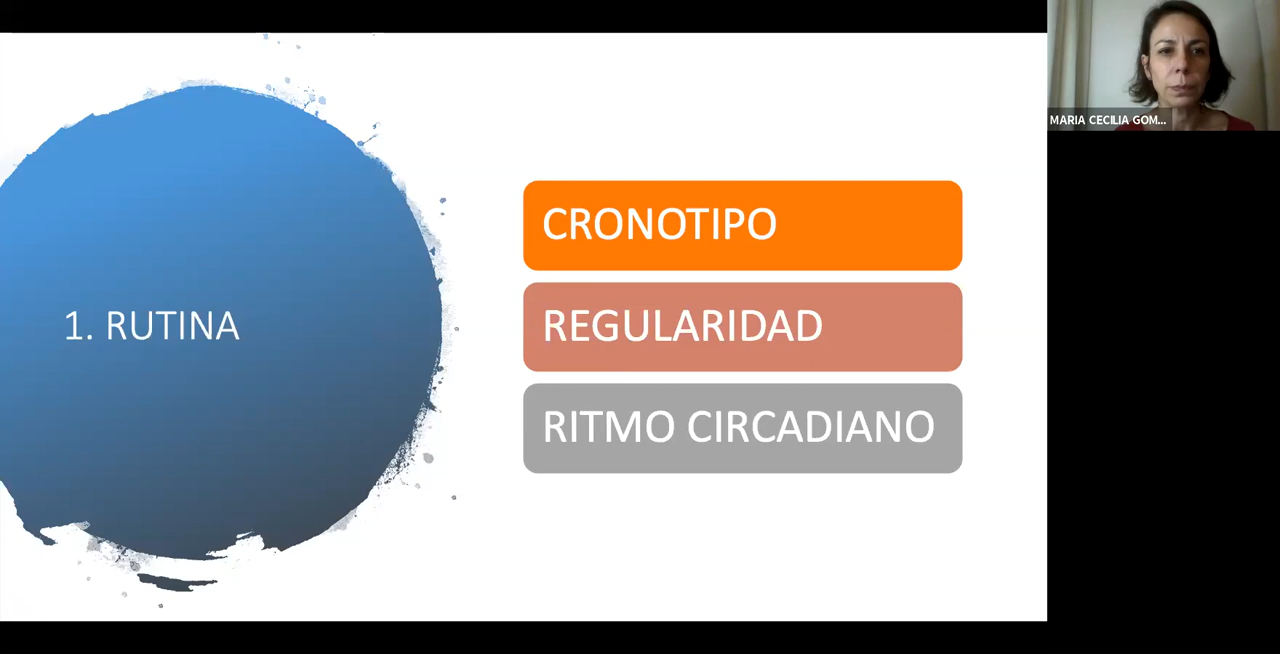 MARIA CECILIA GOM...
1. RUTINA
CRONOTIPO
REGULARIDAD
RITMO CIRCADIANO